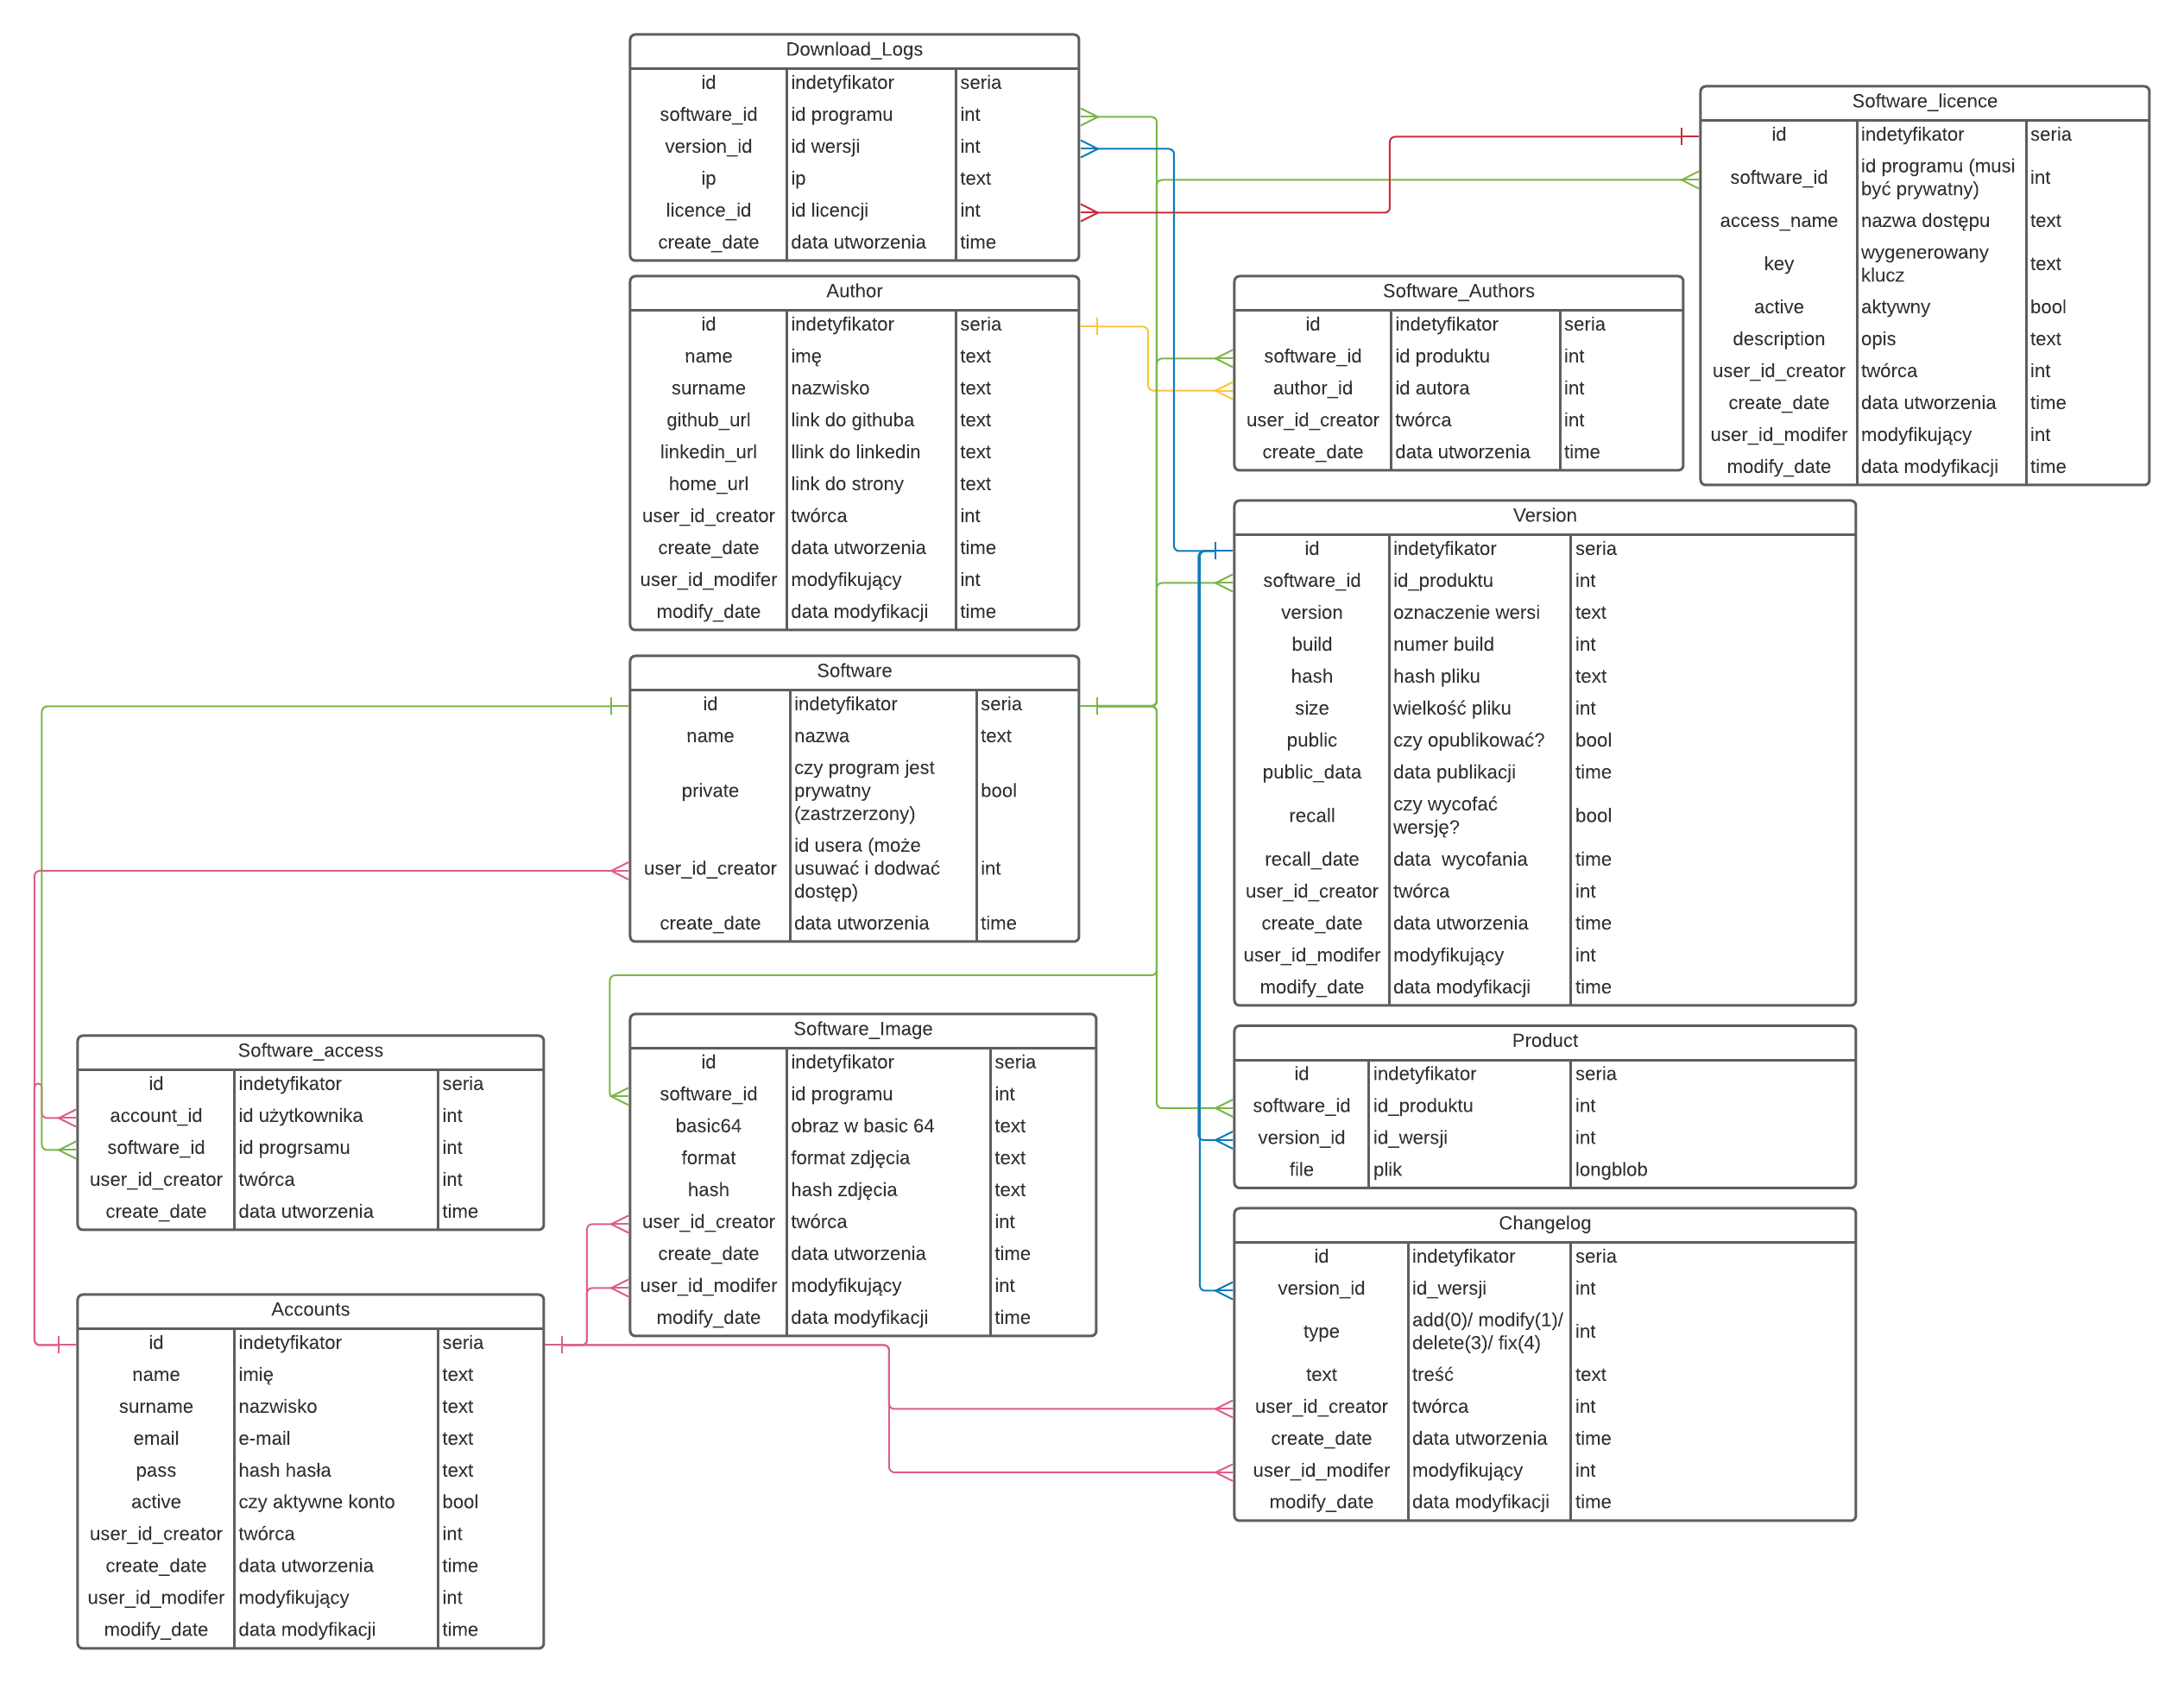 Download_Logs
id indetyfikator seria
software_id id programu int
version_id id wersji int
ip ip text
licence_id id licencji int
create_date data utworzenia time
Software_licence
id indetyfikator seria
software_id id programu (musi być prywatny) int
access_name nazwa dostępu text
key wygenerowany klucz text
active aktywny bool
description opis text
user_id_creator twórca int
create_date data utworzenia time
user_id_modifer modyfikujący int
modify_date data modyfikacji time
Author
id indetyfikator seria
name imę text
surname nazwisko text
github_url link do githuba text
linkedin_url llink do linkedin text
home_url link do strony text
user_id_creator twórca int
create_date data utworzenia time
user_id_modifer modyfikujący int
modify_date data modyfikacji time
Software_Authors
id indetyfikator seria
software_id id produktu int
author_id id autora int
user_id_creator twórca int
create_date data utworzenia time
Version
id indetyfikator seria
software_id id_produktu int
version oznaczenie wersi text
build numer build int
hash hash pliku text
size wielkość pliku int
public czy opublikować? bool
public_data data publikacji time
recall czy wycofać wersję? bool
recall_date data  wycofania time
user_id_creator twórca int
create_date data utworzenia time
user_id_modifer modyfikujący int
modify_date data modyfikacji time
Software
id indetyfikator seria
name nazwa text
private czy program jest prywatny (zastrzerzony) bool
user_id_creator id usera (może usuwać i dodwać dostęp) int
create_date data utworzenia time
Software_Image
id indetyfikator seria
software_id id programu int
basic64 obraz w basic 64 text
format format zdjęcia text
hash hash zdjęcia text
user_id_creator twórca int
create_date data utworzenia time
user_id_modifer modyfikujący int
modify_date data modyfikacji time
Product
id indetyfikator seria
software_id id_produktu int
version_id id_wersji int
file plik longblob
Software_access
id indetyfikator seria
account_id id użytkownika int
software_id id progrsamu int
user_id_creator twórca int
create_date data utworzenia time
Changelog
id indetyfikator seria
version_id id_wersji int
type add(0)/ modify(1)/ delete(3)/ fix(4) int
text treść text
user_id_creator twórca int
create_date data utworzenia time
user_id_modifer modyfikujący int
modify_date data modyfikacji time
Accounts
id indetyfikator seria
name imię text
surname nazwisko text
email e-mail text
pass hash hasła text
active czy aktywne konto bool
user_id_creator twórca int
create_date data utworzenia time
user_id_modifer modyfikujący int
modify_date data modyfikacji time